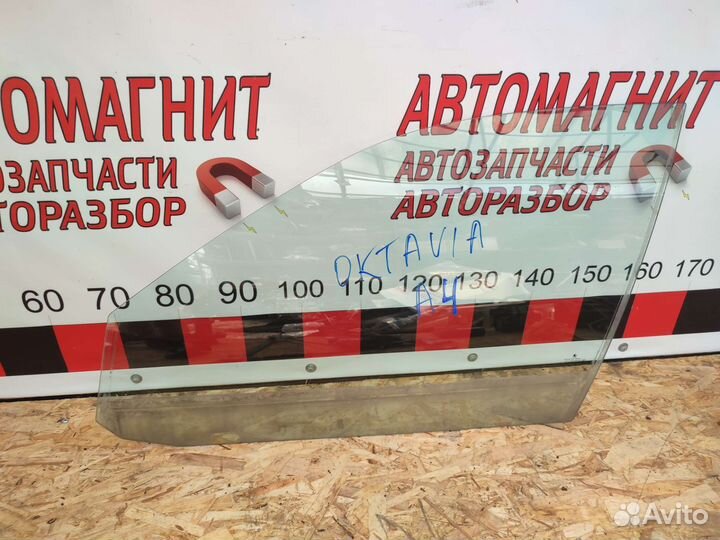 ТОМАГНИТ
ОЗАПЧАСТИ
ТОРАЗБОР
АВТОМАГНИТ
АВТОЗАПЧАСТИ
АВТОРАЗБОР
OKTAVIA
A4
60 70 80 90 100 110 120 130 140 150 160 170
Avito